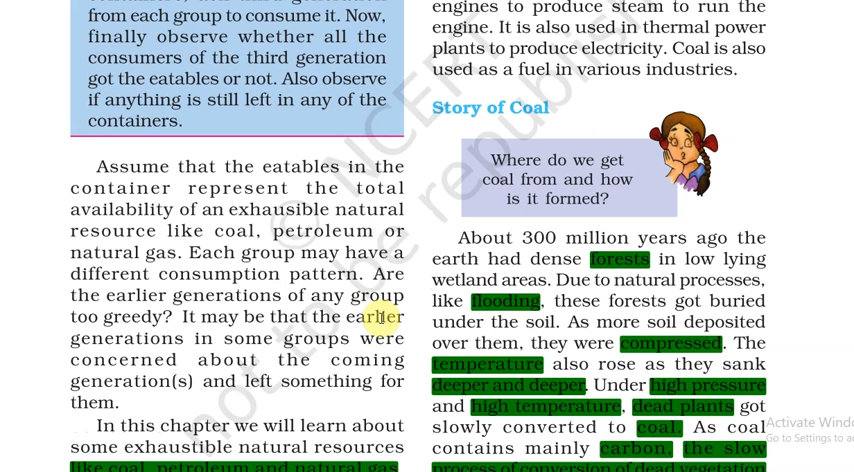 from each group to consume it. Now,
finally observe whether all the
consumers of the third generation
got the eatables or not. Also observe
if anything is still left in any of the
containers.
Assume that the eatables in the
container represent the total
availability of an exhausible natural
resource like coal, petroleum or
natural gas. Each group may have a
different consumption pattern. Are
the earlier generations of any group
too greedy? It may be that the earlier
generations in some groups were
concerned about the coming
generation(s) and left something for
them.
In this chapter we will learn about
some exhaustible natural resources
like coal, petroleum and natural gas.
engines to produce steam to run the
engine. It is also used in thermal power
plants to produce electricity. Coal is also
used as a fuel in various industries.
Story of Coal
Where do we get
coal from and how
is it formed?
About 300 million years ago the
earth had dense forests in low lying
wetland areas. Due to natural processes,
like flooding, these forests got buried
under the soil. As more soil deposited
over them, they were compressed. The
temperature also rose as they sank
deeper and deeper. Under high pressure
and high temperature, dead plants got
slowly converted to coal. As coal
contains mainly carbon, the slow
process of conversion of dead vegetation
© NCERT
not to be republished
Activate Windo
Go to Settings to a